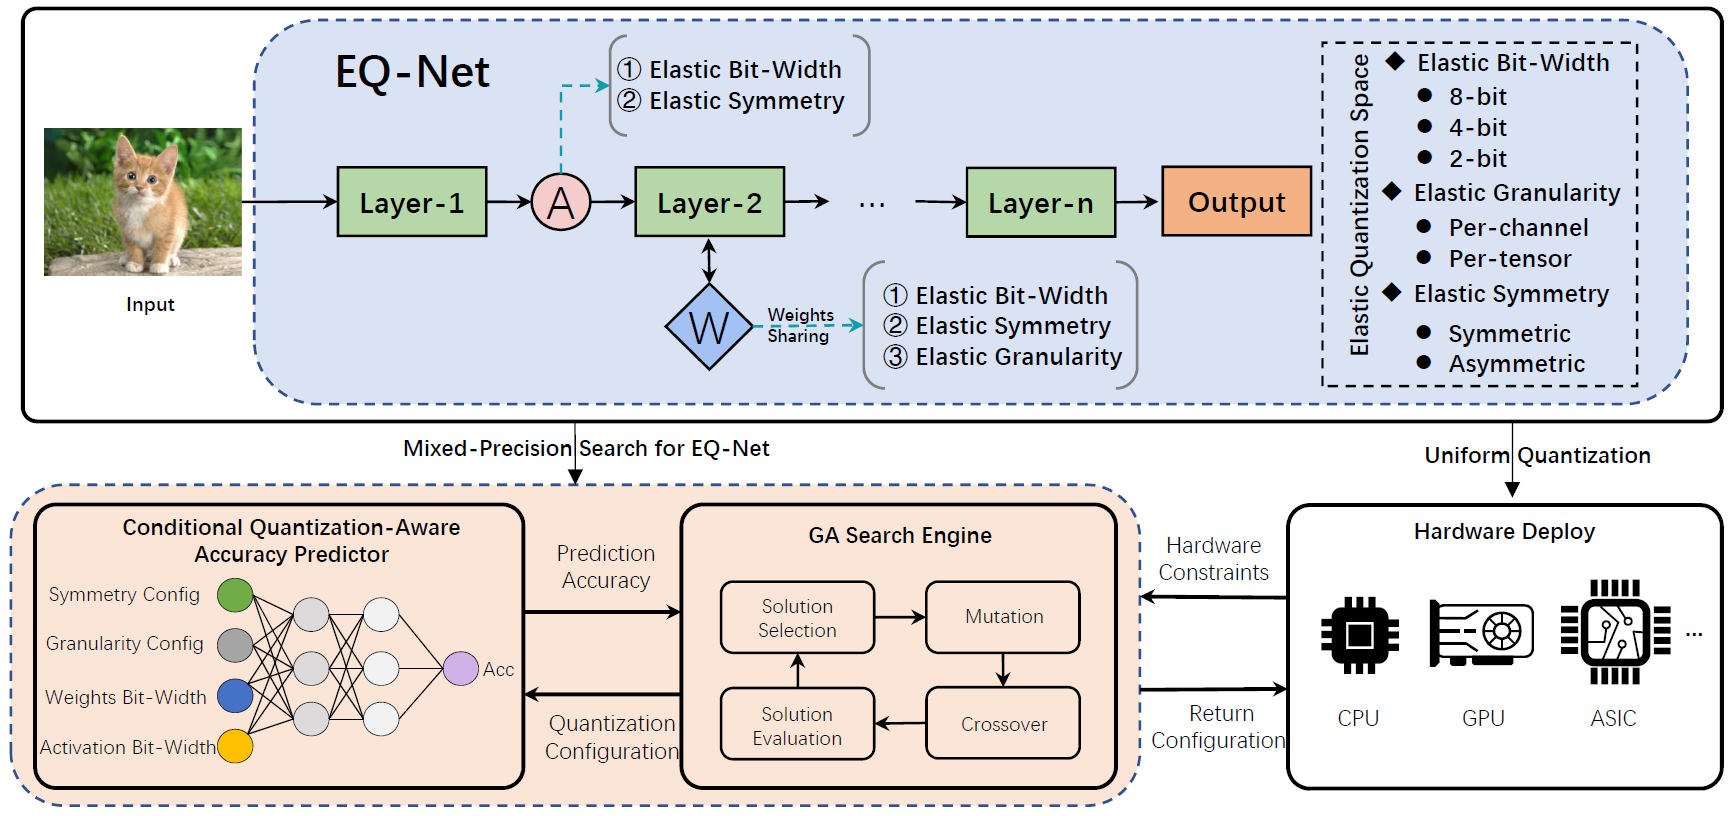 EQ-Net
① Elastic Bit-Width
② Elastic Symmetry
Input
Layer-1
A
Layer-2
...
Layer-n
Output
W
Weights
Sharing
① Elastic Bit-Width
② Elastic Symmetry
③ Elastic Granularity
Elastic Quantization Space
◆ Elastic Bit-Width
● 8-bit
● 4-bit
● 2-bit
◆ Elastic Granularity
● Per-channel
● Per-tensor
◆ Elastic Symmetry
● Symmetric
● Asymmetric
Mixed-Precision Search for EQ-Net
Uniform Quantization
Conditional Quantization-Aware
Accuracy Predictor
Symmetry Config
Granularity Config
Weights Bit-Width
Activation Bit-Width
Acc
Prediction
Accuracy
Quantization
Configuration
GA Search Engine
Solution
Selection
Mutation
Solution
Evaluation
Crossover
Hardware
Constraints
Return
Configuration
Hardware Deploy
CPU
GPU
ASIC
...